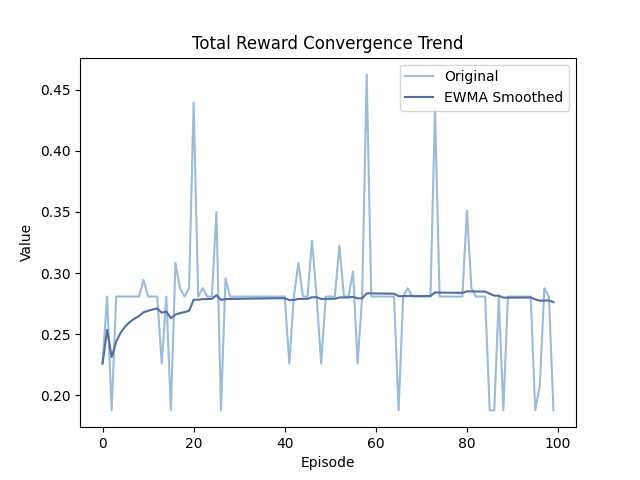 Total Reward Convergence Trend
Original
EWMA Smoothed
0.45
0.40
0.35
0.30
0.25
0.20
Value
0 20 40 60 80 100
Episode